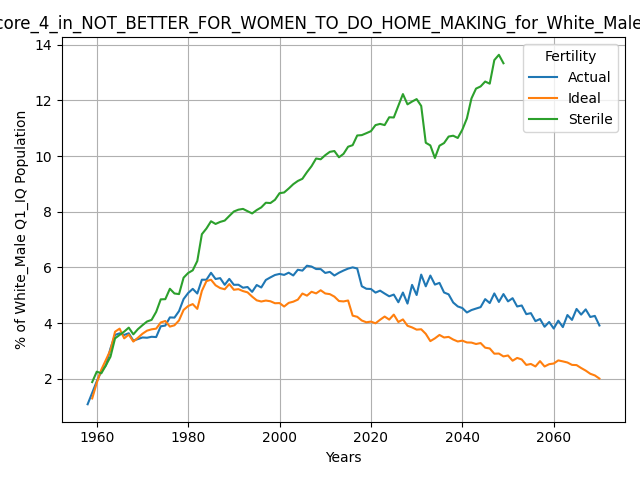 core_4_in_NOT_BETTER_FOR_WOMEN_TO_DO_HOME_MAKING_for_White_Male
% of White_Male Q1_IQ Population
14
12
10
8
6
4
2
Fertility
Actual
Ideal
Sterile
1960 1980 2000 2020 2040 2060
Years